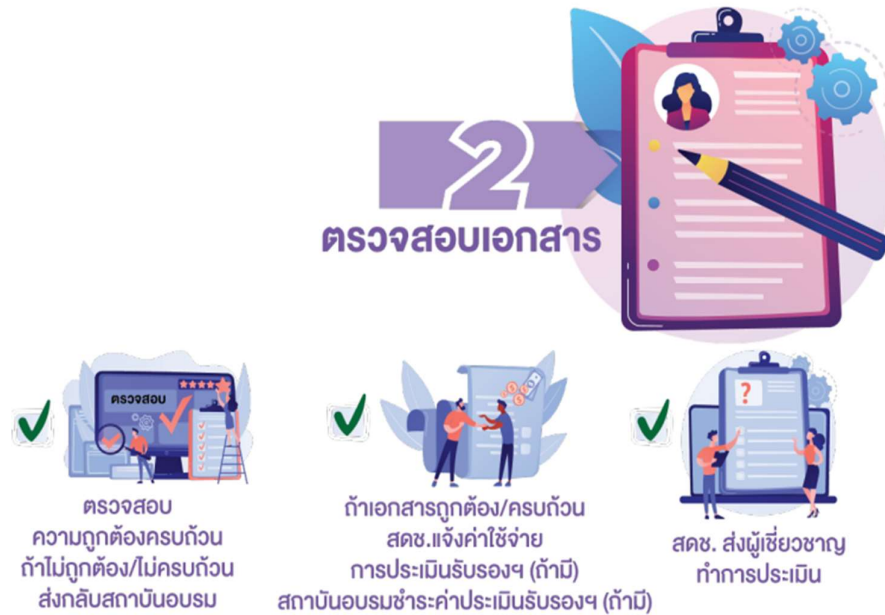 2
ตรวจสอบเอกสาร
ตรวจสอบ
ตรวจสอบ
ความถูกต้องครบถ้วน
ถ้าไม่ถูกต้อง/ไม่ครบถ้วน
ส่งกลับสถาบันอบรม
?
ถ้าเอกสารถูกต้อง/ครบถ้วน
สดช.แจ้งค่าใช้จ่าย
การประเมินรับรองฯ (ถ้ามี)
สถาบันอบรมชำระค่าประเมินรับรองฯ (ถ้ามี)
สดช. ส่งผู้เชี่ยวชาญ
ทำการประเมิน